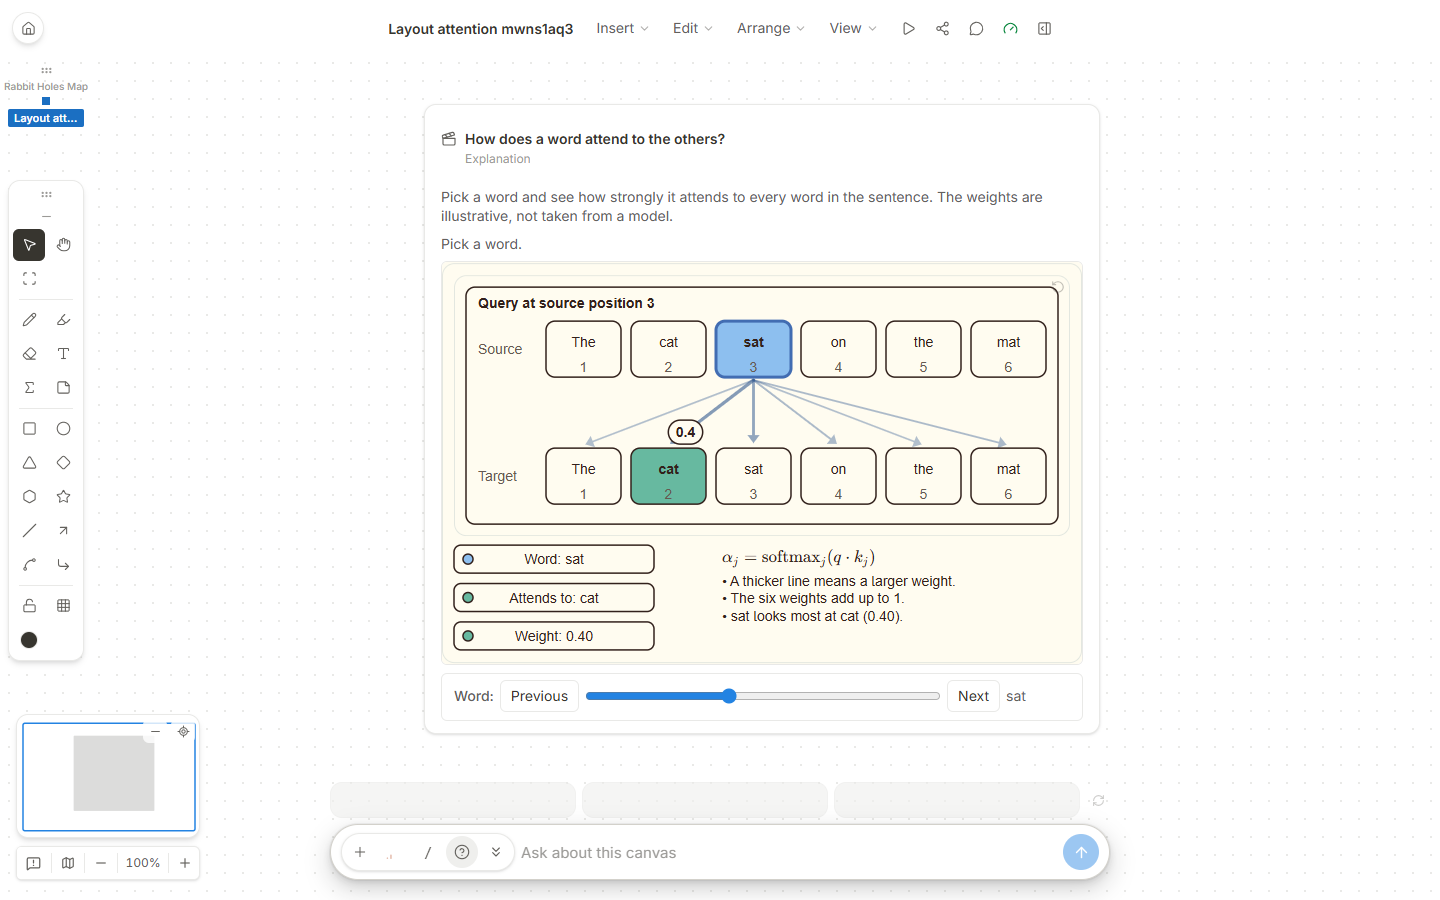 Layout attention mwns1aq3
Insert
Edit
Arrange
View
Rabbit Holes Map
Layout att...
How does a word attend to the others?
Explanation
Pick a word and see how strongly it attends to every word in the sentence. The weights are
illustrative, not taken from a model.
Pick a word.
Query at source position 3
Source
The cat sat on the mat
1 2 3 4 5 6
0.4
Target
The cat sat on the mat
1 2 3 4 5 6
Word: sat
Attends to: cat
Weight: 0.40
α_j = softmax_j(q · k_j)
• A thicker line means a larger weight.
• The six weights add up to 1.
• sat looks most at cat (0.40).
Word: Previous Next sat
100%
/ Ask about this canvas